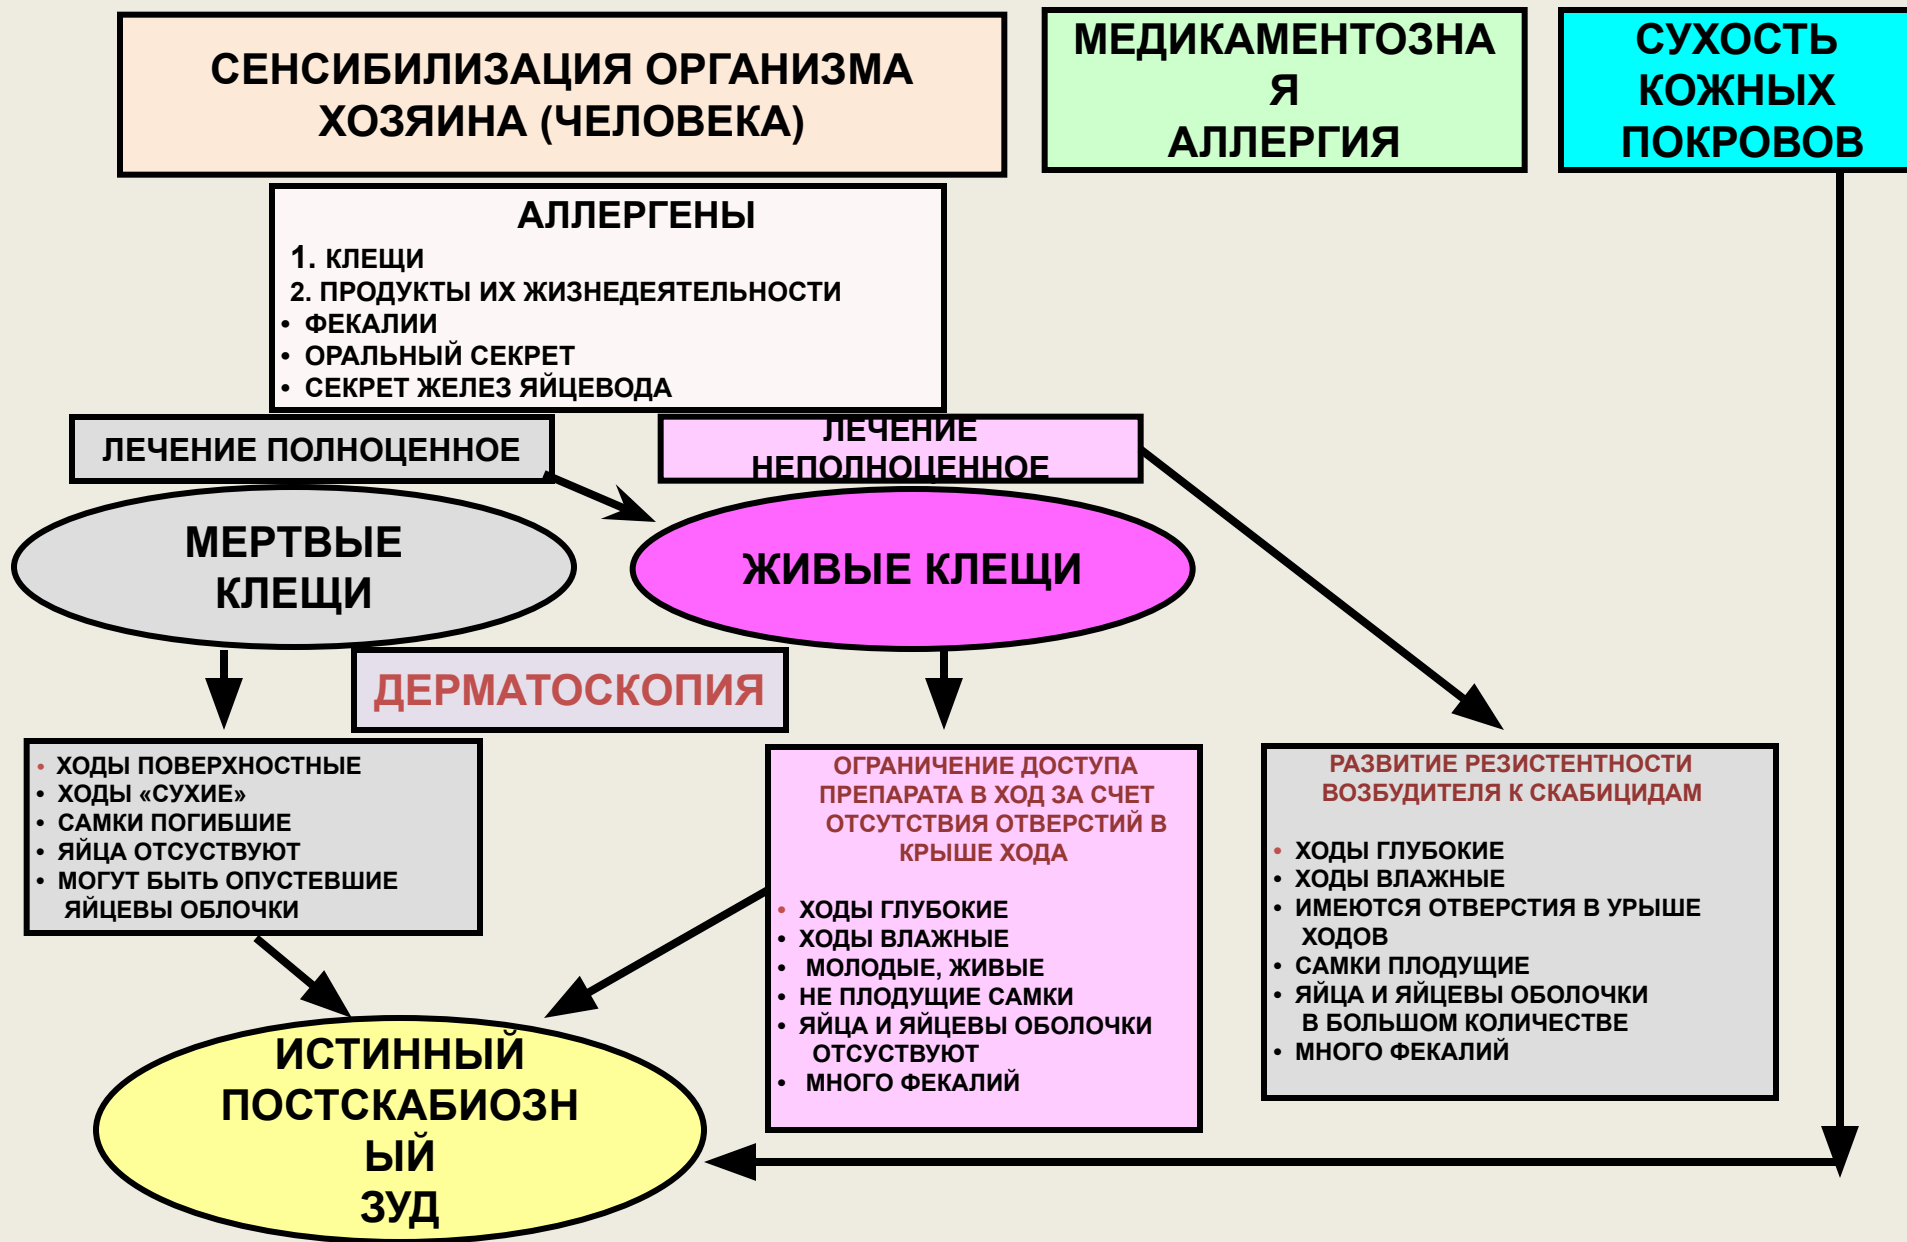 СЕНСИБИЛИЗАЦИЯ ОРГАНИЗМА
ХОЗЯИНА (ЧЕЛОВЕКА)
МЕДИКАМЕНТОЗНА
Я
АЛЛЕРГИЯ
СУХОСТЬ
КОЖНЫХ
ПОКРОВОВ
АЛЛЕРГЕНЫ
1. КЛЕЩИ
2. ПРОДУКТЫ ИХ ЖИЗНЕДЕЯТЕЛЬНОСТИ
• ФЕКАЛИИ
• ОРАЛЬНЫЙ СЕКРЕТ
• СЕКРЕТ ЖЕЛЕЗ ЯЙЦЕВОДА
ЛЕЧЕНИЕ ПОЛНОЦЕННОЕ
ЛЕЧЕНИЕ
НЕПОЛНОЦЕННОЕ
МЕРТВЫЕ
КЛЕЩИ
ЖИВЫЕ КЛЕЩИ
ДЕРМАТОСКОПИЯ
• ХОДЫ ПОВЕРХНОСТНЫЕ
• ХОДЫ «СУХИЕ»
• САМКИ ПОГИБШИЕ
• ЯЙЦА ОТСУСТВУЮТ
• МОГУТ БЫТЬ ОПУСТЕВШИЕ
ЯЙЦЕВЫ ОБЛОЧКИ
ОГРАНИЧЕНИЕ ДОСТУПА
ПРЕПАРАТА В ХОД ЗА СЧЕТ
ОТСУТСТВИЯ ОТВЕРСТИЙ В
КРЫШЕ ХОДА
• ХОДЫ ГЛУБОКИЕ
• ХОДЫ ВЛАЖНЫЕ
• МОЛОДЫЕ, ЖИВЫЕ
• НЕ ПЛОДУЩИЕ САМКИ
• ЯЙЦА И ЯЙЦЕВЫ ОБОЛОЧКИ
ОТСУСТВУЮТ
• МНОГО ФЕКАЛИЙ
РАЗВИТИЕ РЕЗИСТЕНТНОСТИ
ВОЗБУДИТЕЛЯ К СКАБИЦИДАМ
• ХОДЫ ГЛУБОКИЕ
• ХОДЫ ВЛАЖНЫЕ
• ИМЕЮТСЯ ОТВЕРСТИЯ В УРЫШЕ
ХОДОВ
• САМКИ ПЛОДУЩИЕ
• ЯЙЦА И ЯЙЦЕВЫ ОБОЛОЧКИ
В БОЛЬШОМ КОЛИЧЕСТВЕ
• МНОГО ФЕКАЛИЙ
ИСТИННЫЙ
ПОСТСКАБИОЗН
ЫЙ
ЗУД